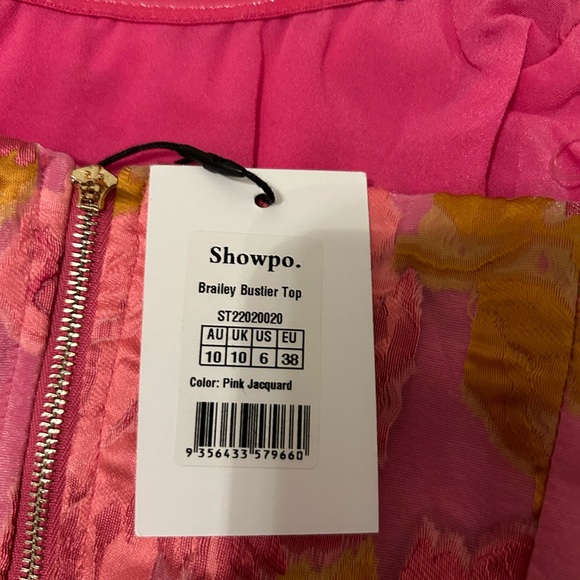 Showpo.
Brailey Bustier Top
ST22020020
AU UK US EU
10 10 6 38
Color: Pink Jacquard
9 356433 579660